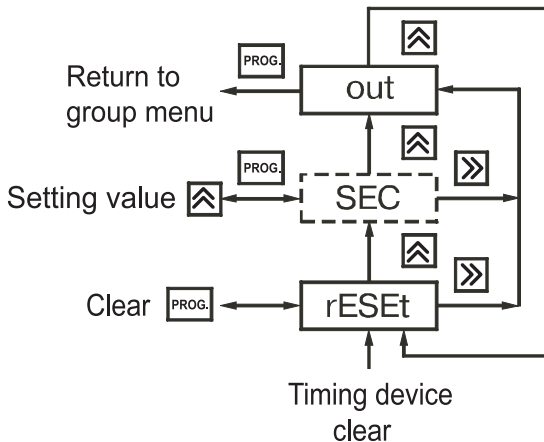 PROG.
Return to
group menu
out
PROG.
Setting value
SEC
Clear
PROG.
rESEt
Timing device
clear